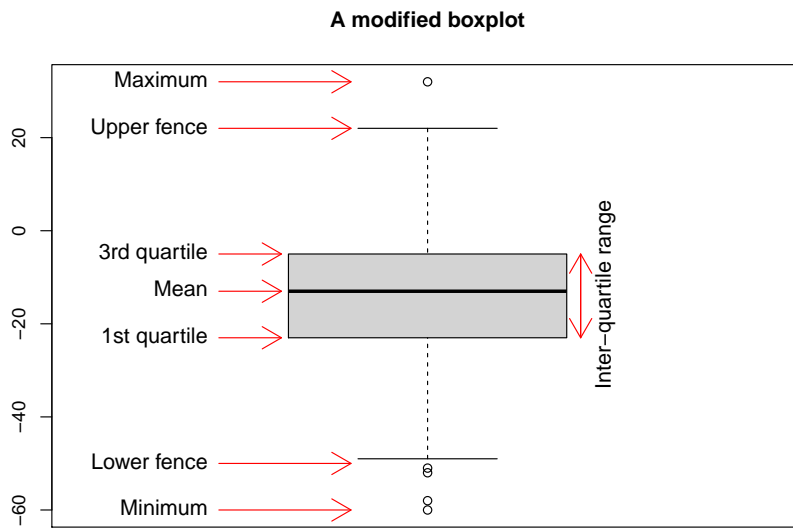 A modified boxplot
Maximum
Upper fence
3rd quartile
Mean
1st quartile
Lower fence
Minimum
Inter−quartile range
20
0
−20
−40
−60